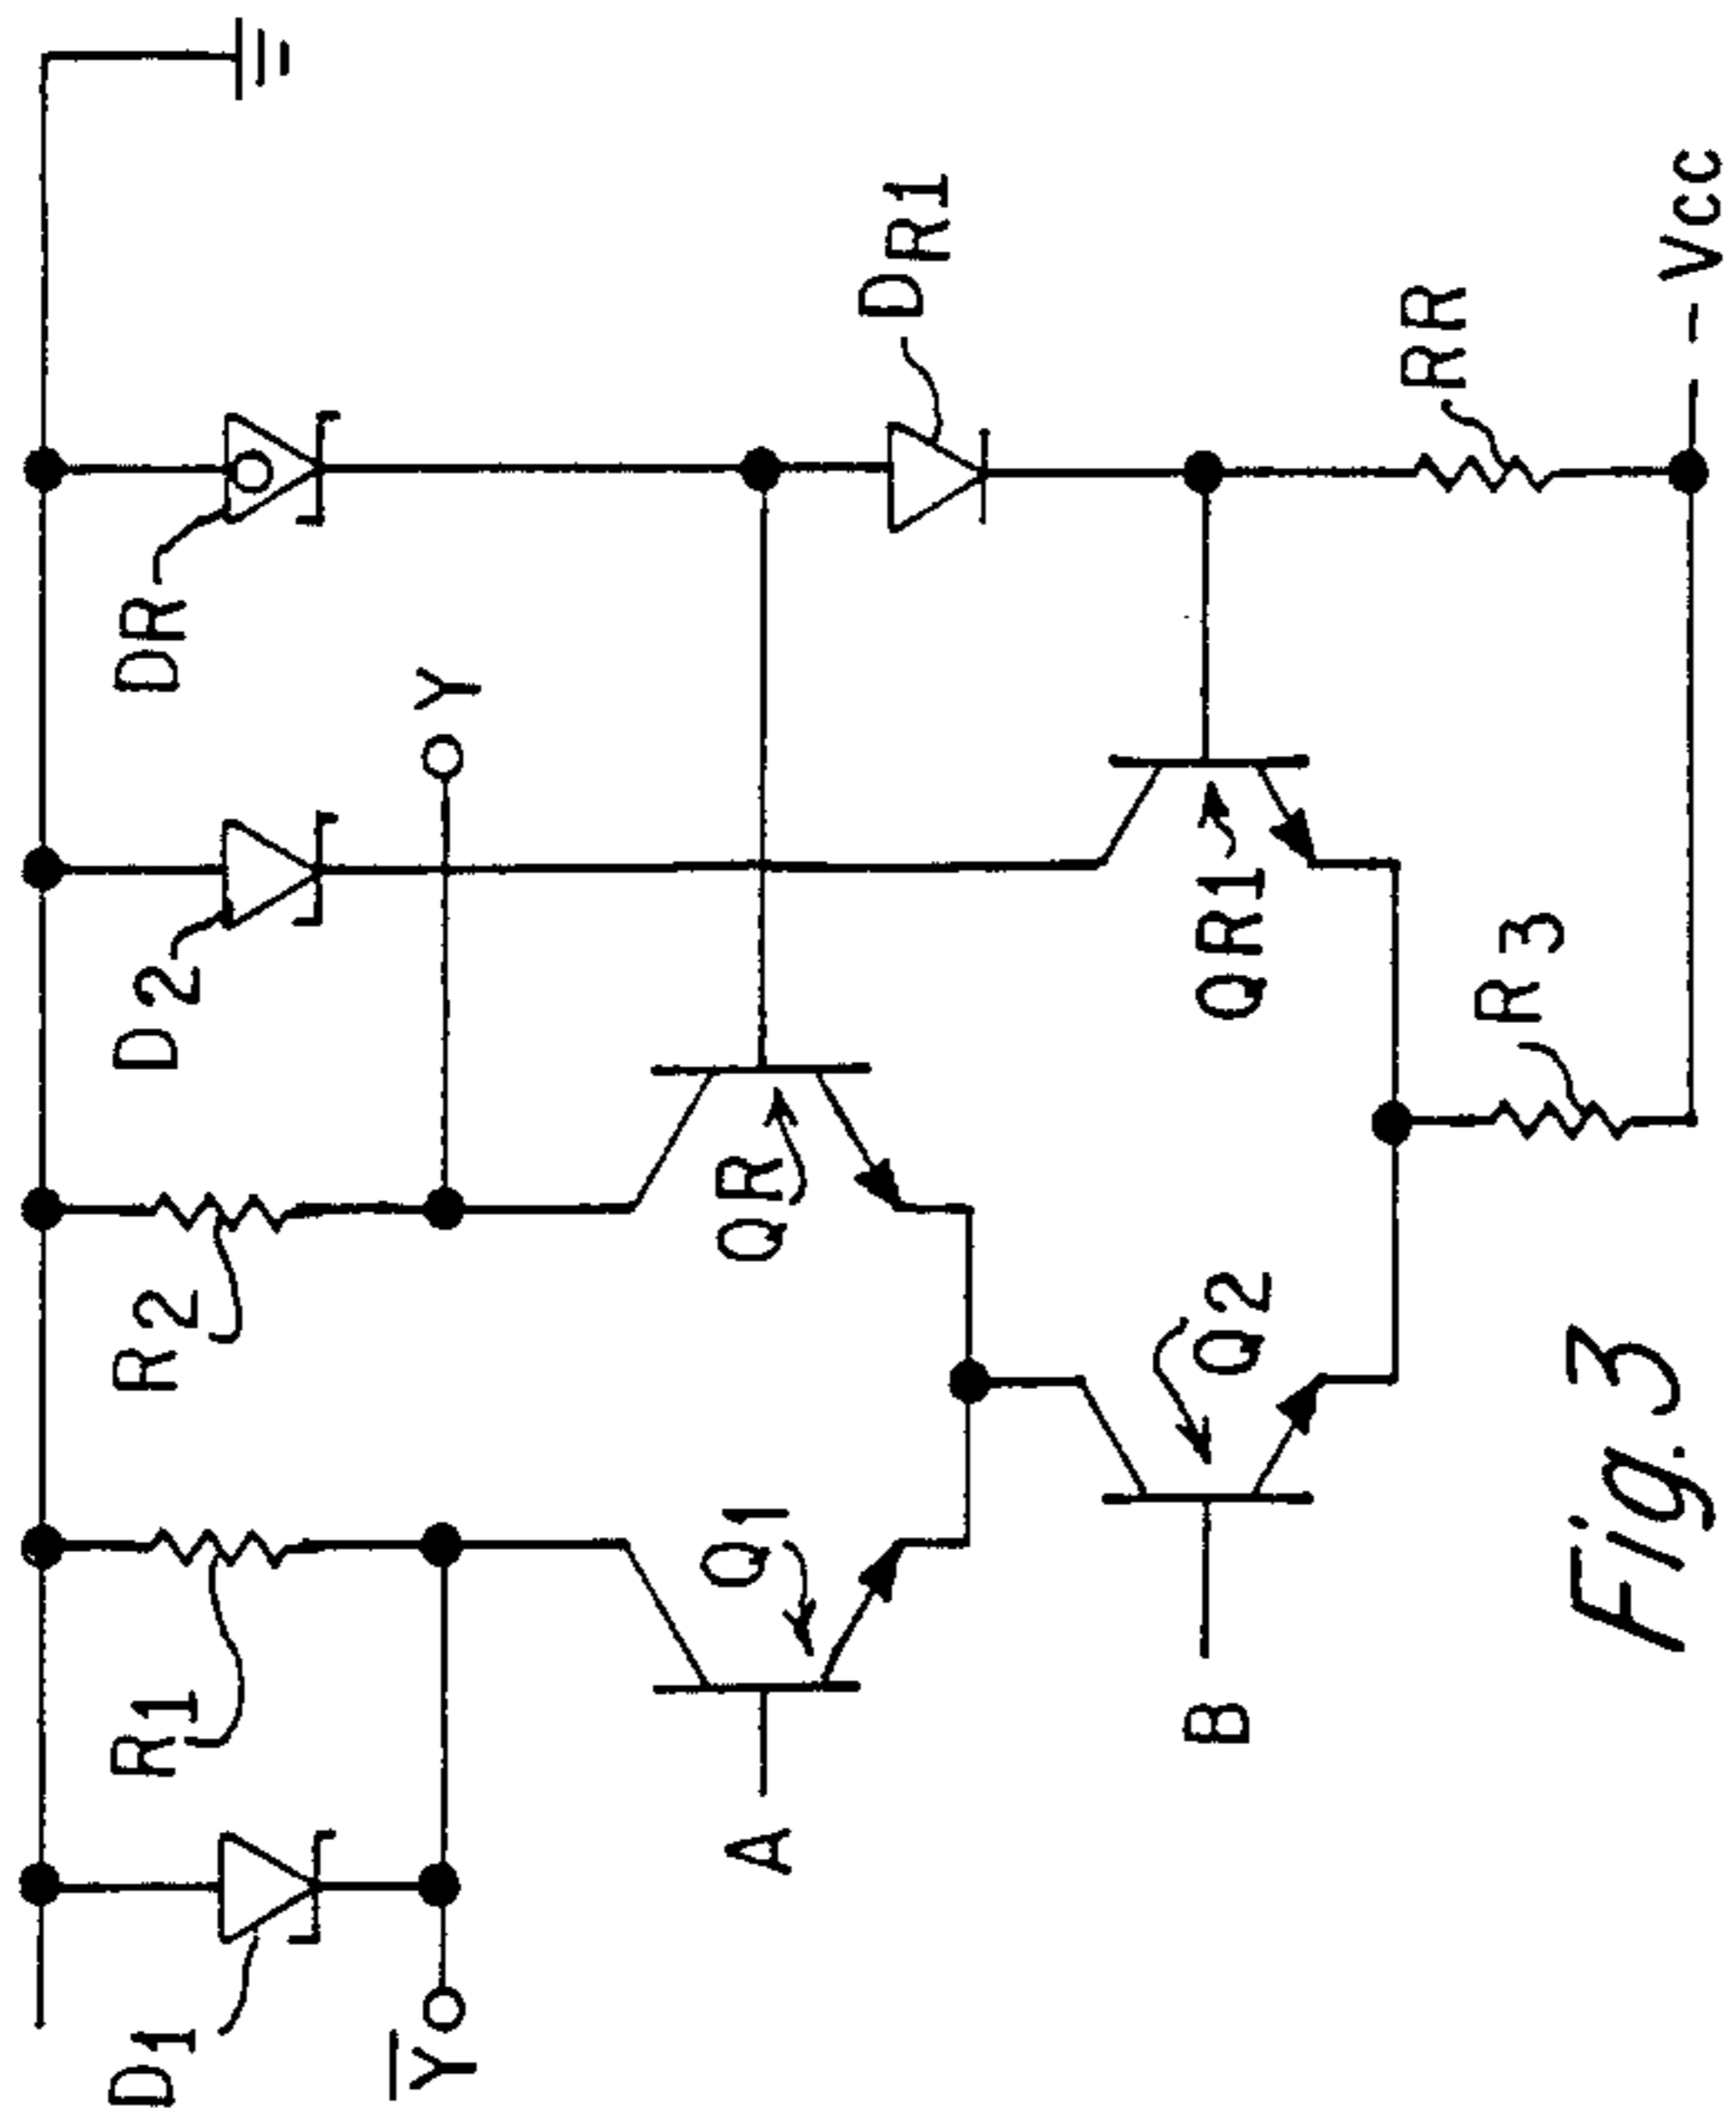 D1
R1
R2
D2
DR
Y̅
Y
A
Q1
QR
DR1
B
Q2
QR1
RR
R3
-Vcc
Fig. 3